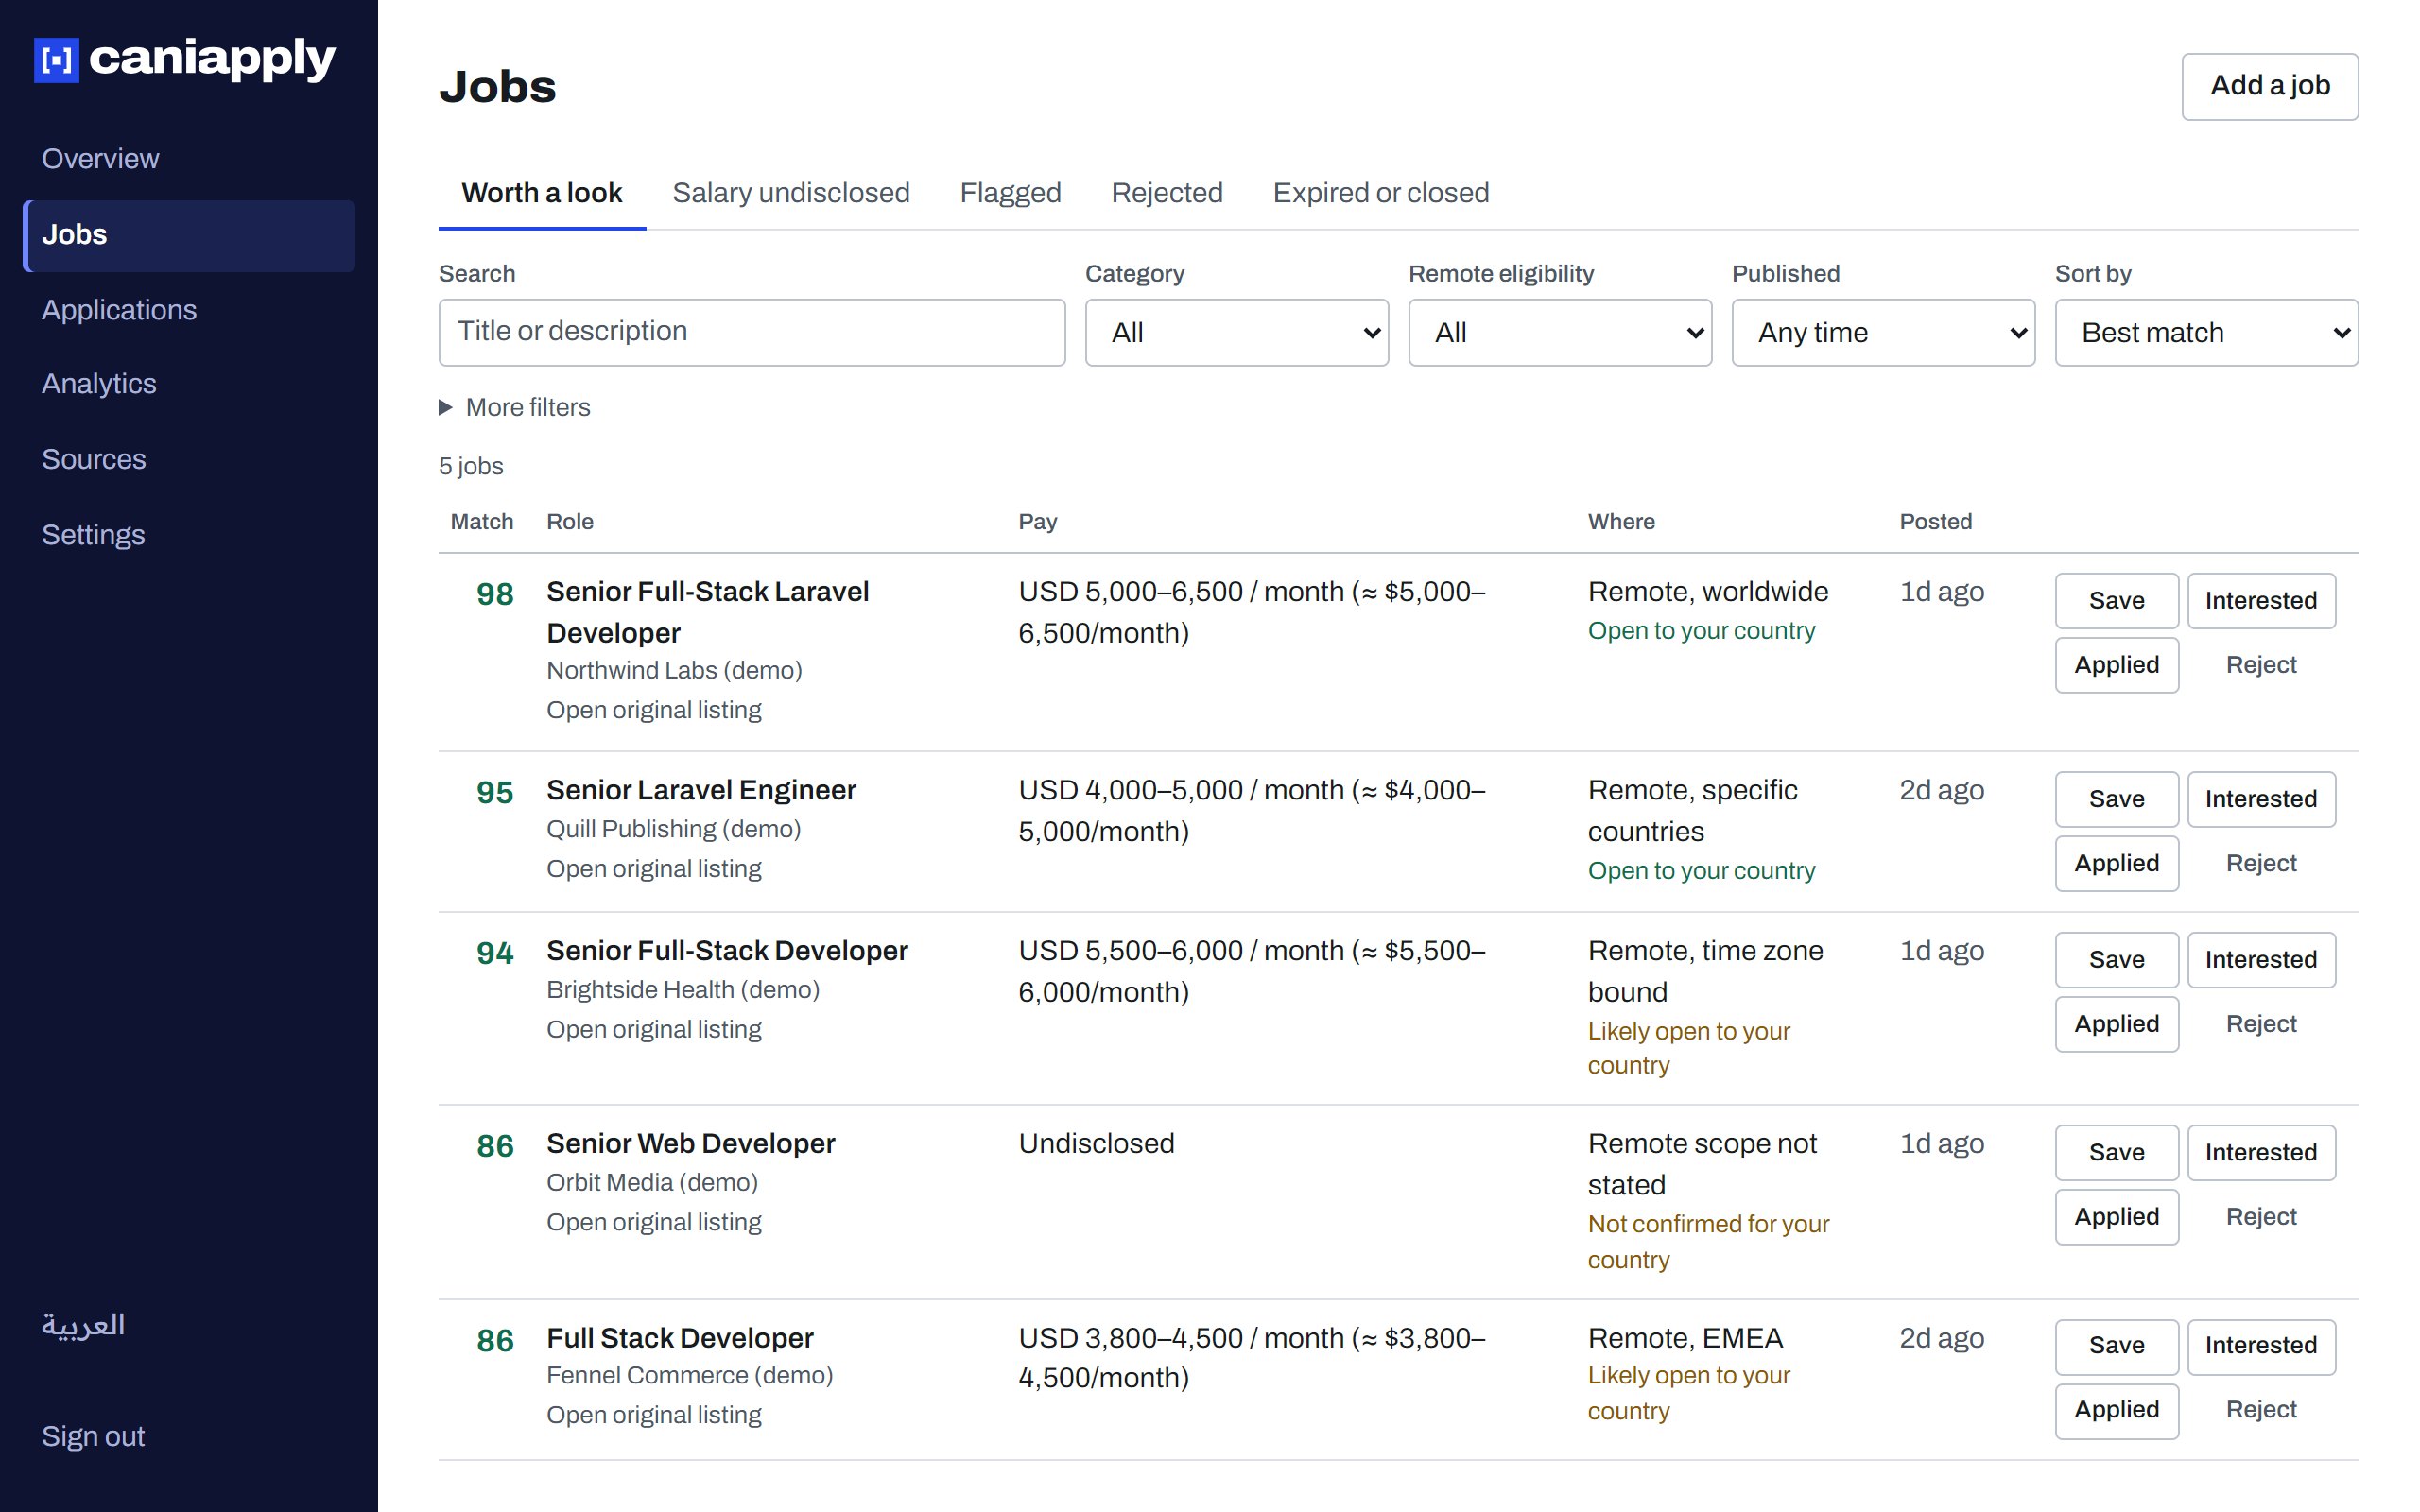 caniapply
Overview
Jobs
Applications
Analytics
Sources
Settings
العربية
Sign out
Jobs
Add a job
Worth a look
Salary undisclosed
Flagged
Rejected
Expired or closed
Search
Category
Remote eligibility
Published
Sort by
Title or description
All
All
Any time
Best match
More filters
5 jobs
Match
Role
Pay
Where
Posted
98
Senior Full-Stack Laravel
Developer
Northwind Labs (demo)
Open original listing
USD 5,000–6,500 / month (≈ $5,000–
6,500/month)
Remote, worldwide
Open to your country
1d ago
Save
Interested
Applied
Reject
95
Senior Laravel Engineer
Quill Publishing (demo)
Open original listing
USD 4,000–5,000 / month (≈ $4,000–
5,000/month)
Remote, specific
countries
Open to your country
2d ago
Save
Interested
Applied
Reject
94
Senior Full-Stack Developer
Brightside Health (demo)
Open original listing
USD 5,500–6,000 / month (≈ $5,500–
6,000/month)
Remote, time zone
bound
Likely open to your
country
1d ago
Save
Interested
Applied
Reject
86
Senior Web Developer
Orbit Media (demo)
Open original listing
Undisclosed
Remote scope not
stated
Not confirmed for your
country
1d ago
Save
Interested
Applied
Reject
86
Full Stack Developer
Fennel Commerce (demo)
Open original listing
USD 3,800–4,500 / month (≈ $3,800–
4,500/month)
Remote, EMEA
Likely open to your
country
2d ago
Save
Interested
Applied
Reject